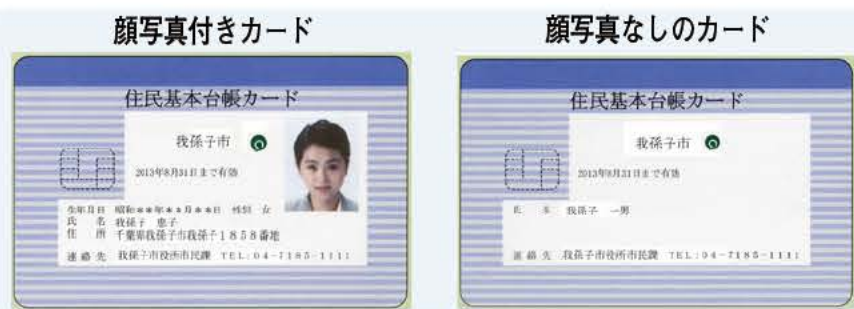 顔写真付きカード
住民基本台帳カード
我孫子市
2013年8月31日まで有効
生年月日 昭和**年**月**日 性別 女
氏 名 我孫子 恵子
住 所 千葉県我孫子市我孫子1858番地
連絡先 我孫子市役所市民課 TEL:04-7185-1111
顔写真なしのカード
住民基本台帳カード
我孫子市
2013年8月31日まで有効
氏 名 我孫子 一男
連絡先 我孫子市役所市民課 TEL:04-7185-1111